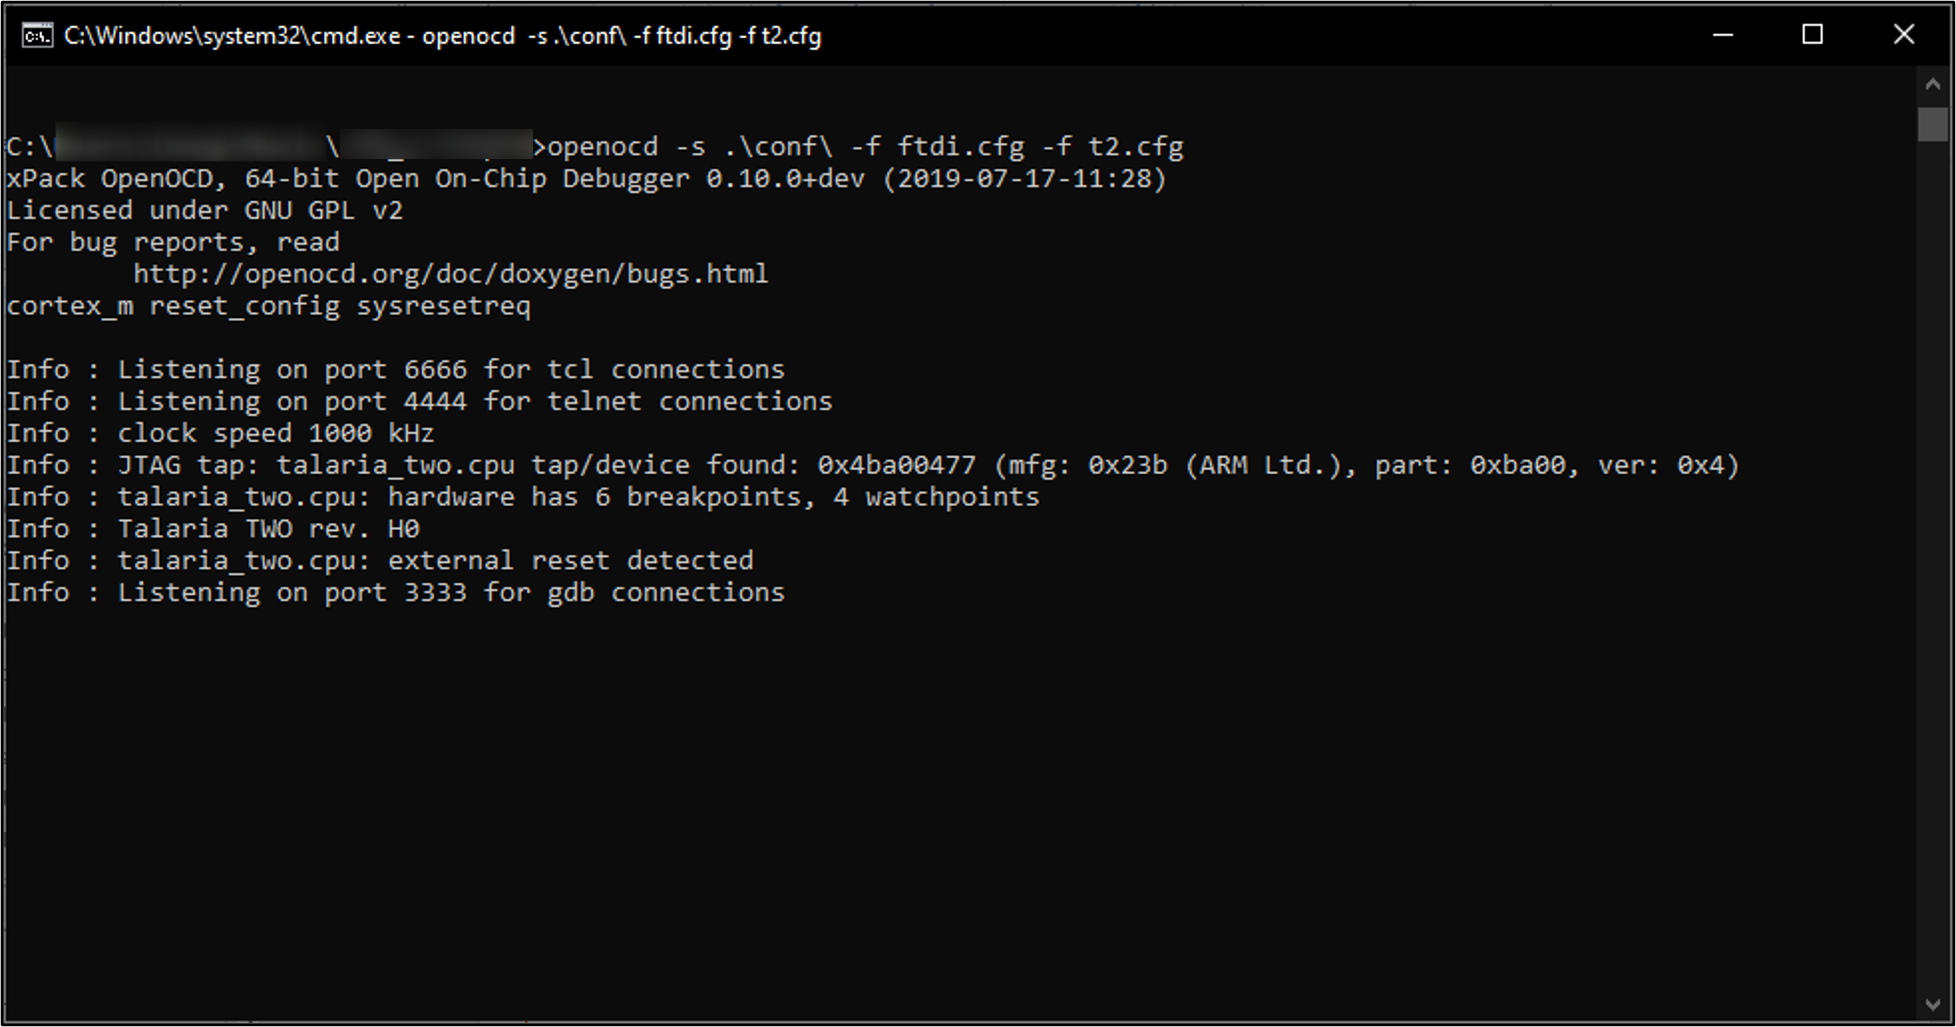 C:\Windows\system32\cmd.exe - openocd  -s .\conf\ -f ftdi.cfg -f t2.cfg
C:\ \ >openocd -s .\conf\ -f ftdi.cfg -f t2.cfg
xPack OpenOCD, 64-bit Open On-Chip Debugger 0.10.0+dev (2019-07-17-11:28)
Licensed under GNU GPL v2
For bug reports, read
        http://openocd.org/doc/doxygen/bugs.html
cortex_m reset_config sysresetreq
Info : Listening on port 6666 for tcl connections
Info : Listening on port 4444 for telnet connections
Info : clock speed 1000 kHz
Info : JTAG tap: talaria_two.cpu tap/device found: 0x4ba00477 (mfg: 0x23b (ARM Ltd.), part: 0xba00, ver: 0x4)
Info : talaria_two.cpu: hardware has 6 breakpoints, 4 watchpoints
Info : Talaria TWO rev. H0
Info : talaria_two.cpu: external reset detected
Info : Listening on port 3333 for gdb connections